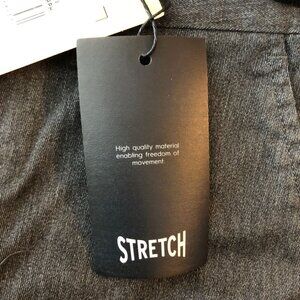 High quality material
enabling freedom of
movement.
STRETCH